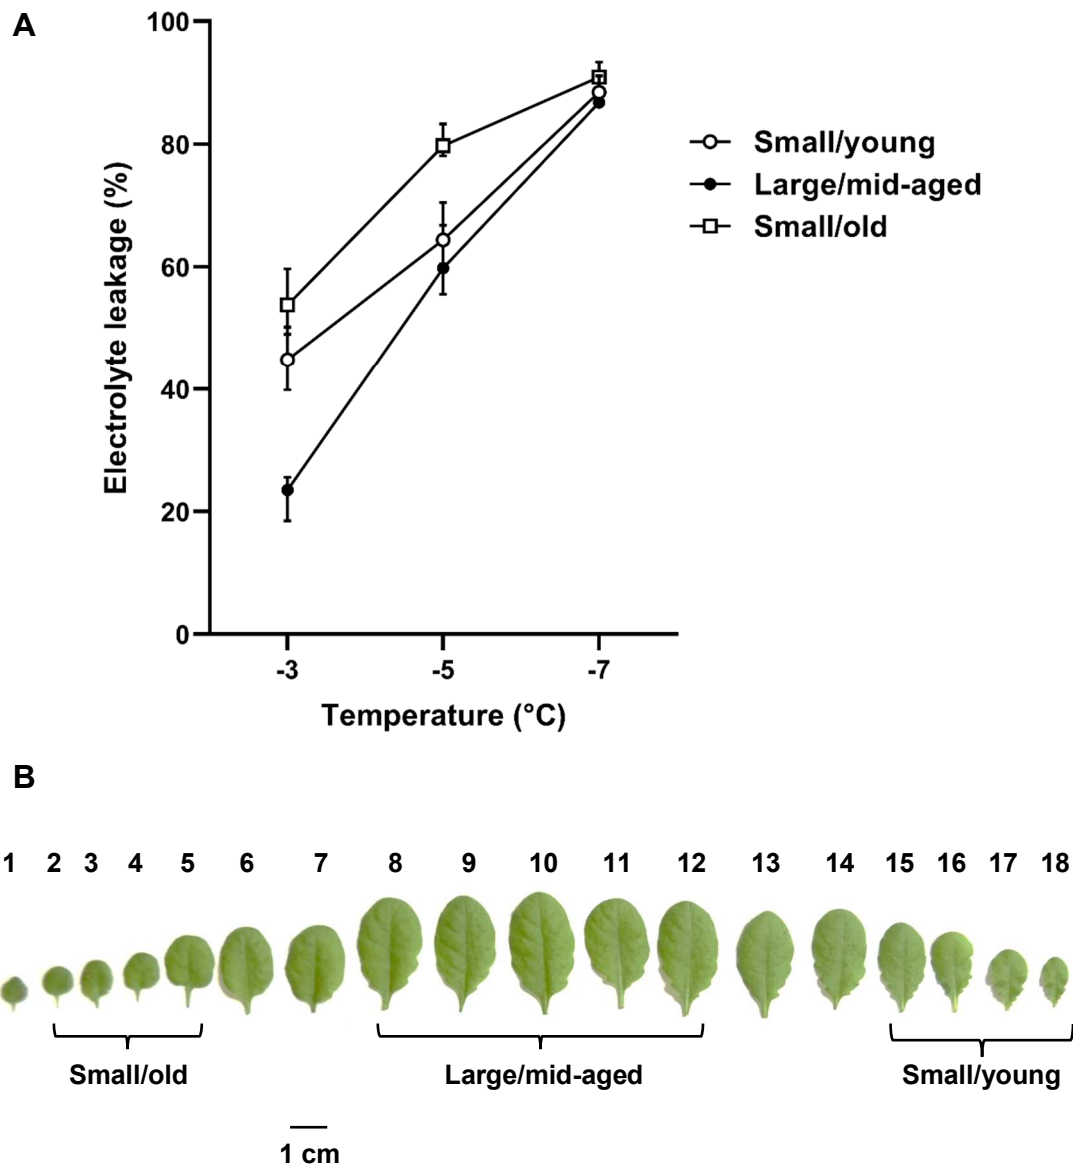 A
100
80
60
40
20
0
Electrolyte leakage (%)
-3 -5 -7
Temperature (°C)
Small/young
Large/mid-aged
Small/old
B
1 2 3 4 5 6 7 8 9 10 11 12 13 14 15 16 17 18
Small/old Large/mid-aged Small/young
1 cm